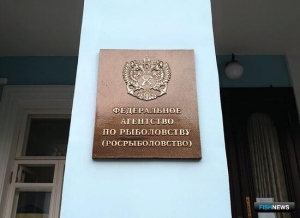 ФЕДЕРАЛЬНОЕ
АГЕНТСТВО
ПО РЫБОЛОВСТВУ
(РОСРЫБОЛОВСТВО)
FISHNEWS